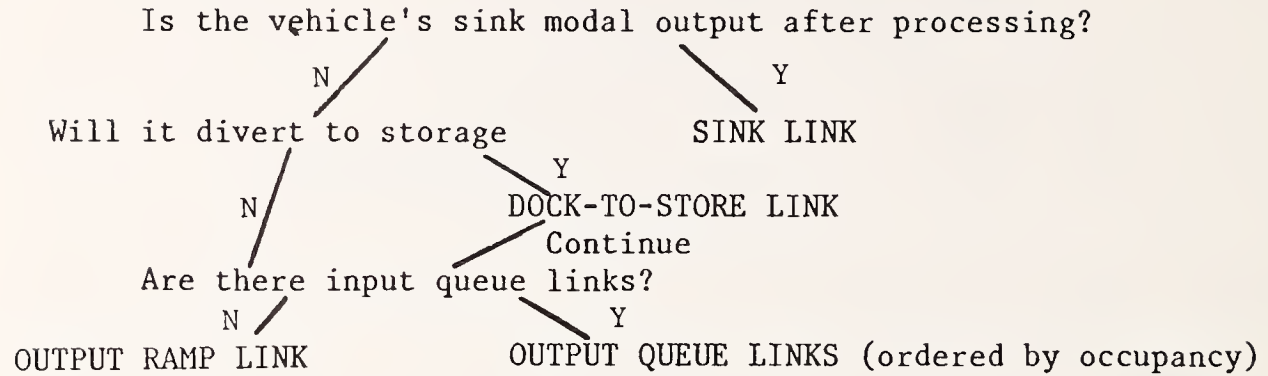 Is the vehicle's sink modal output after processing?
N
Y
Will it divert to storage
SINK LINK
Y
N
DOCK-TO-STORE LINK
Continue
Are there input queue links?
N
Y
OUTPUT RAMP LINK
OUTPUT QUEUE LINKS (ordered by occupancy)